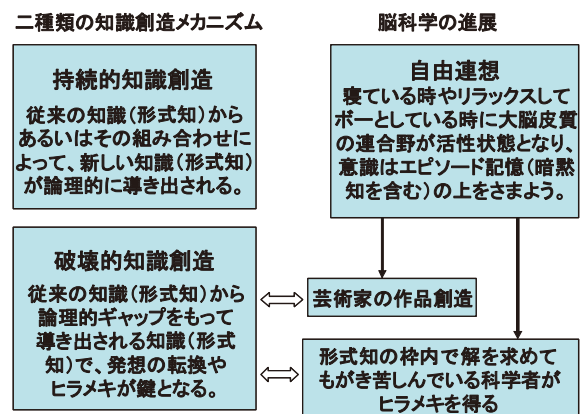 二種類の知識創造メカニズム
持続的知識創造
従来の知識(形式知)から
あるいはその組み合わせに
よって、新しい知識(形式知)
が論理的に導き出される。
破壊的知識創造
従来の知識(形式知)から
論理的ギャップをもって
導き出される知識(形式
知)で、発想の転換や
ヒラメキが鍵となる。
脳科学の進展
自由連想
寝ている時やリラックスして
ボーとしている時に大脳皮質
の連合野が活性状態となり、
意識はエピソード記憶(暗黙
知を含む)の上をさまよう。
芸術家の作品創造
形式知の枠内で解を求めて
もがき苦しんでいる科学者が
ヒラメキを得る